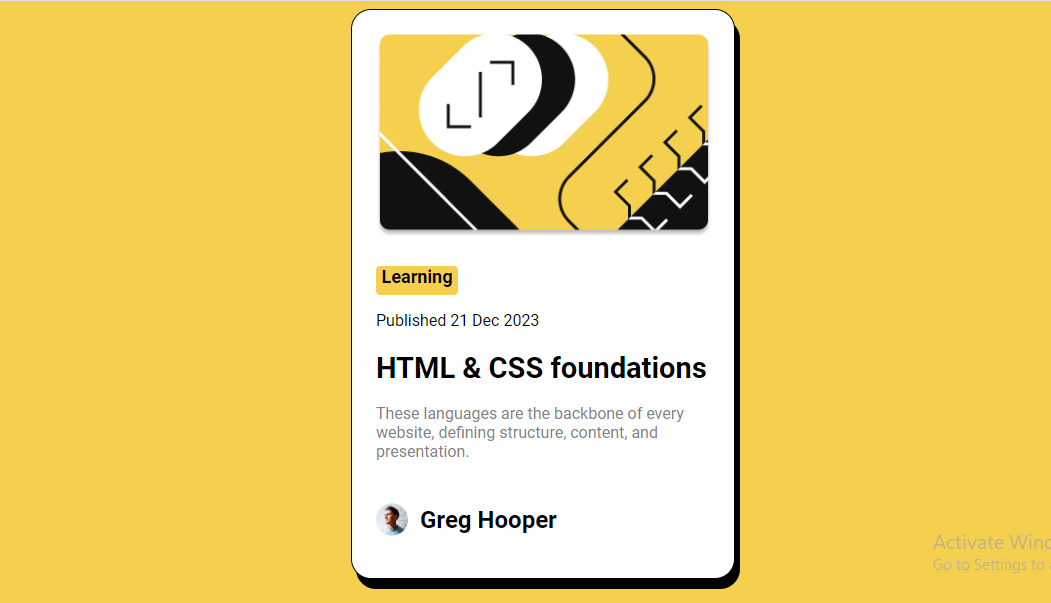 Learning
Published 21 Dec 2023
HTML & CSS foundations
These languages are the backbone of every
website, defining structure, content, and
presentation.
Greg Hooper
Activate Wind
Go to Settings to